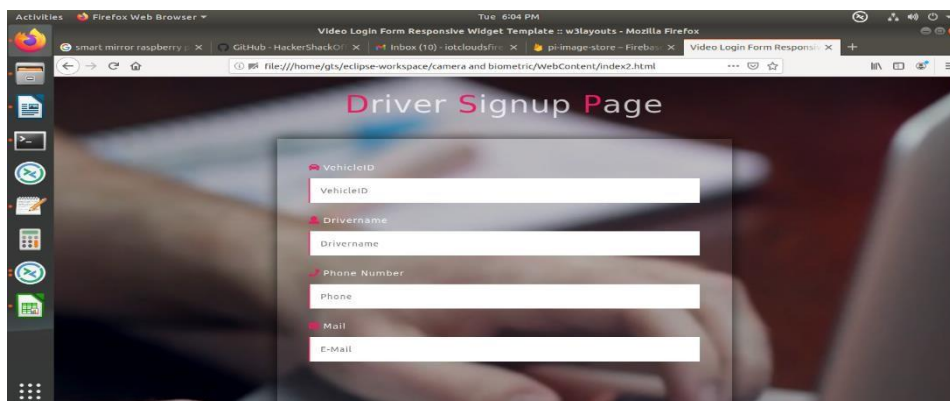 Activities Firefox Web Browser Tue 6:04 PM
Video Login Form Responsive Widget Template :: w3layouts - Mozilla Firefox
smart mirror raspberry p GitHub - HackerShackOf Inbox (10) - iotcloudsfire pi-image-store – Firebase Video Login Form Responsiv
file:///home/gts/eclipse-workspace/camera and biometric/WebContent/index2.html
Driver Signup Page
VehicleID
VehicleID
Drivername
Drivername
Phone Number
Phone
Mail
E-Mail